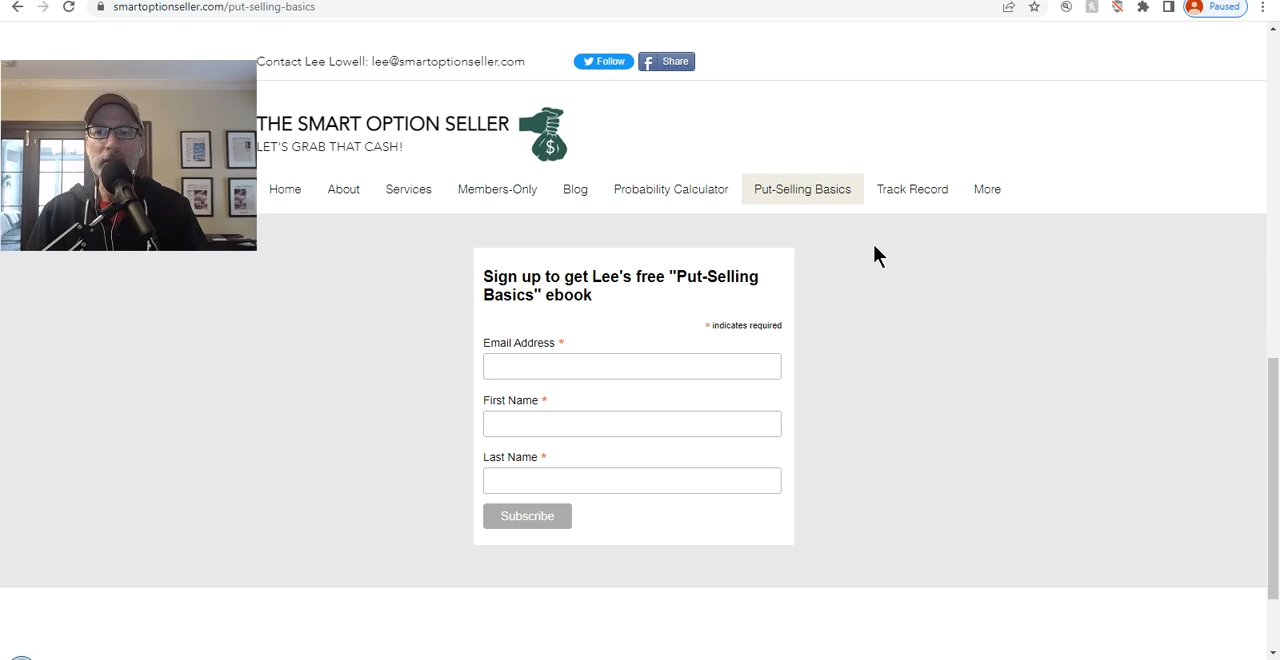 smartoptionseller.com/put-selling-basics
Paused
Contact Lee Lowell: lee@smartoptionseller.com
Follow
f Share
THE SMART OPTION SELLER
$
LET'S GRAB THAT CASH!
Home About Services Members-Only Blog Probability Calculator Put-Selling Basics Track Record More
Sign up to get Lee's free "Put-Selling
Basics" ebook
* indicates required
Email Address *
First Name *
Last Name *
Subscribe